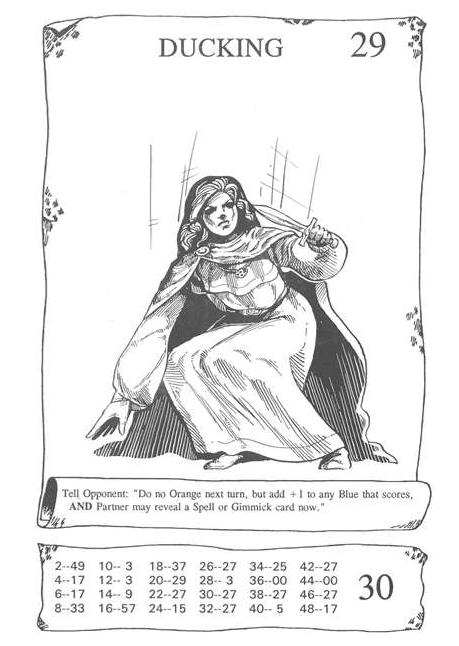 DUCKING 29
Tell Opponent: "Do no Orange next turn, but add +1 to any Blue that scores,
AND Partner may reveal a Spell or Gimmick card now."
2--49 10-- 3 18--37 26--27 34--25 42--27
4--17 12-- 3 20--29 28-- 3 36--00 44--00
6--17 14-- 9 22--27 30--27 38--27 46--27
8--33 16--57 24--15 32--27 40-- 5 48--17
30